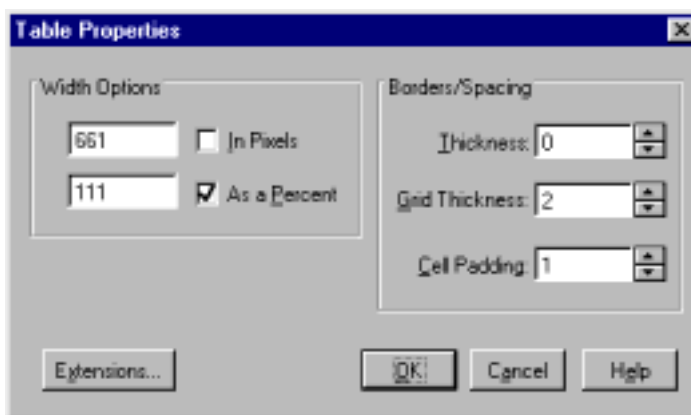 Table Properties
Width Options
661 In Pixels
111 As a Percent
Borders/Spacing
Thickness: 0
Grid Thickness: 2
Cell Padding: 1
Extensions... OK Cancel Help